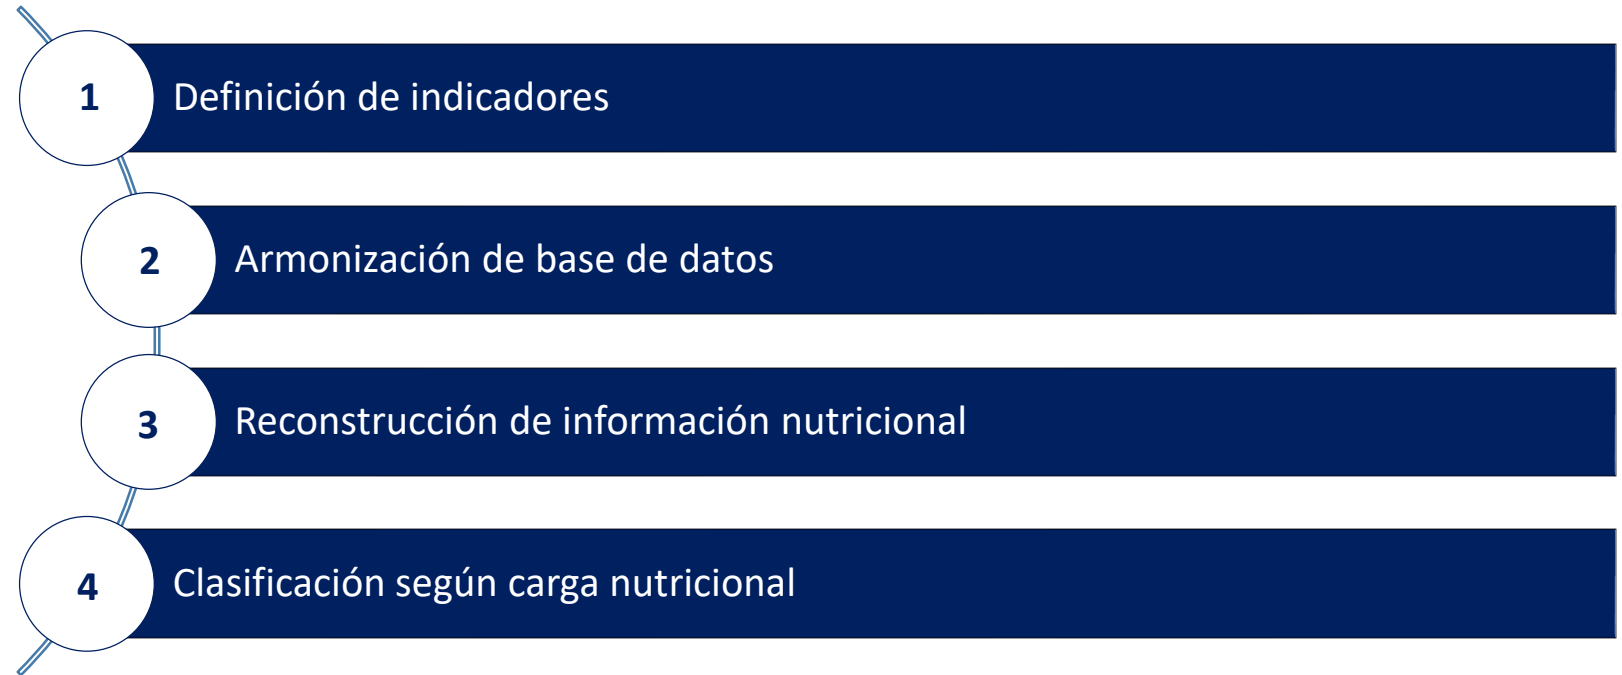 1 Definición de indicadores
2 Armonización de base de datos
3 Reconstrucción de información nutricional
4 Clasificación según carga nutricional